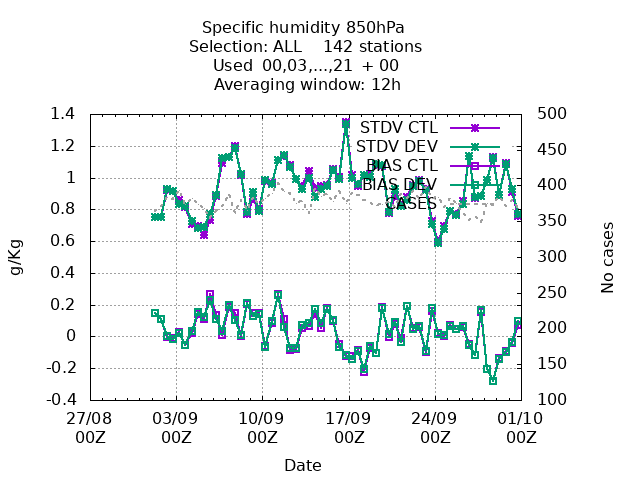 Specific humidity 850hPa
Selection: ALL 142 stations
Used 00,03,...,21 + 00
Averaging window: 12h
g/Kg
1.4
1.2
1
0.8
0.6
0.4
0.2
0
-0.2
-0.4
STDV CTL
STDV DEV
BIAS CTL
BIAS DEV
CASES
500
450
400
350
300
250
200
150
100
No cases
27/08 03/09 10/09 17/09 24/09 01/10
00Z 00Z 00Z 00Z 00Z 00Z
Date